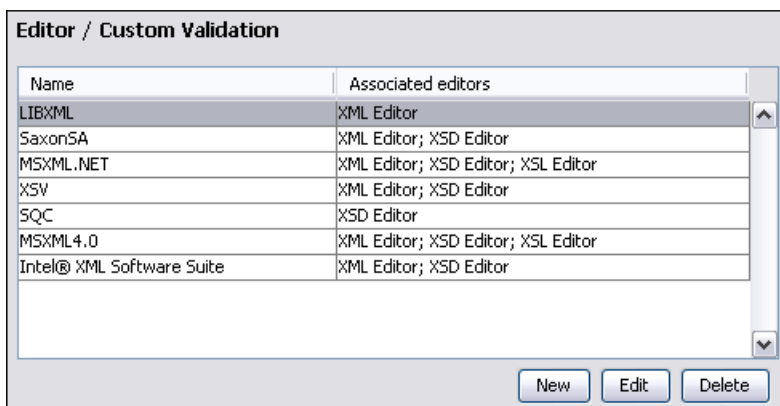 Editor / Custom Validation
Name Associated editors
LIBXML XML Editor
SaxonSA XML Editor; XSD Editor
MSXML.NET XML Editor; XSD Editor; XSL Editor
XSV XML Editor; XSD Editor
SQC XSD Editor
MSXML4.0 XML Editor; XSD Editor; XSL Editor
Intel® XML Software Suite XML Editor; XSD Editor
New Edit Delete